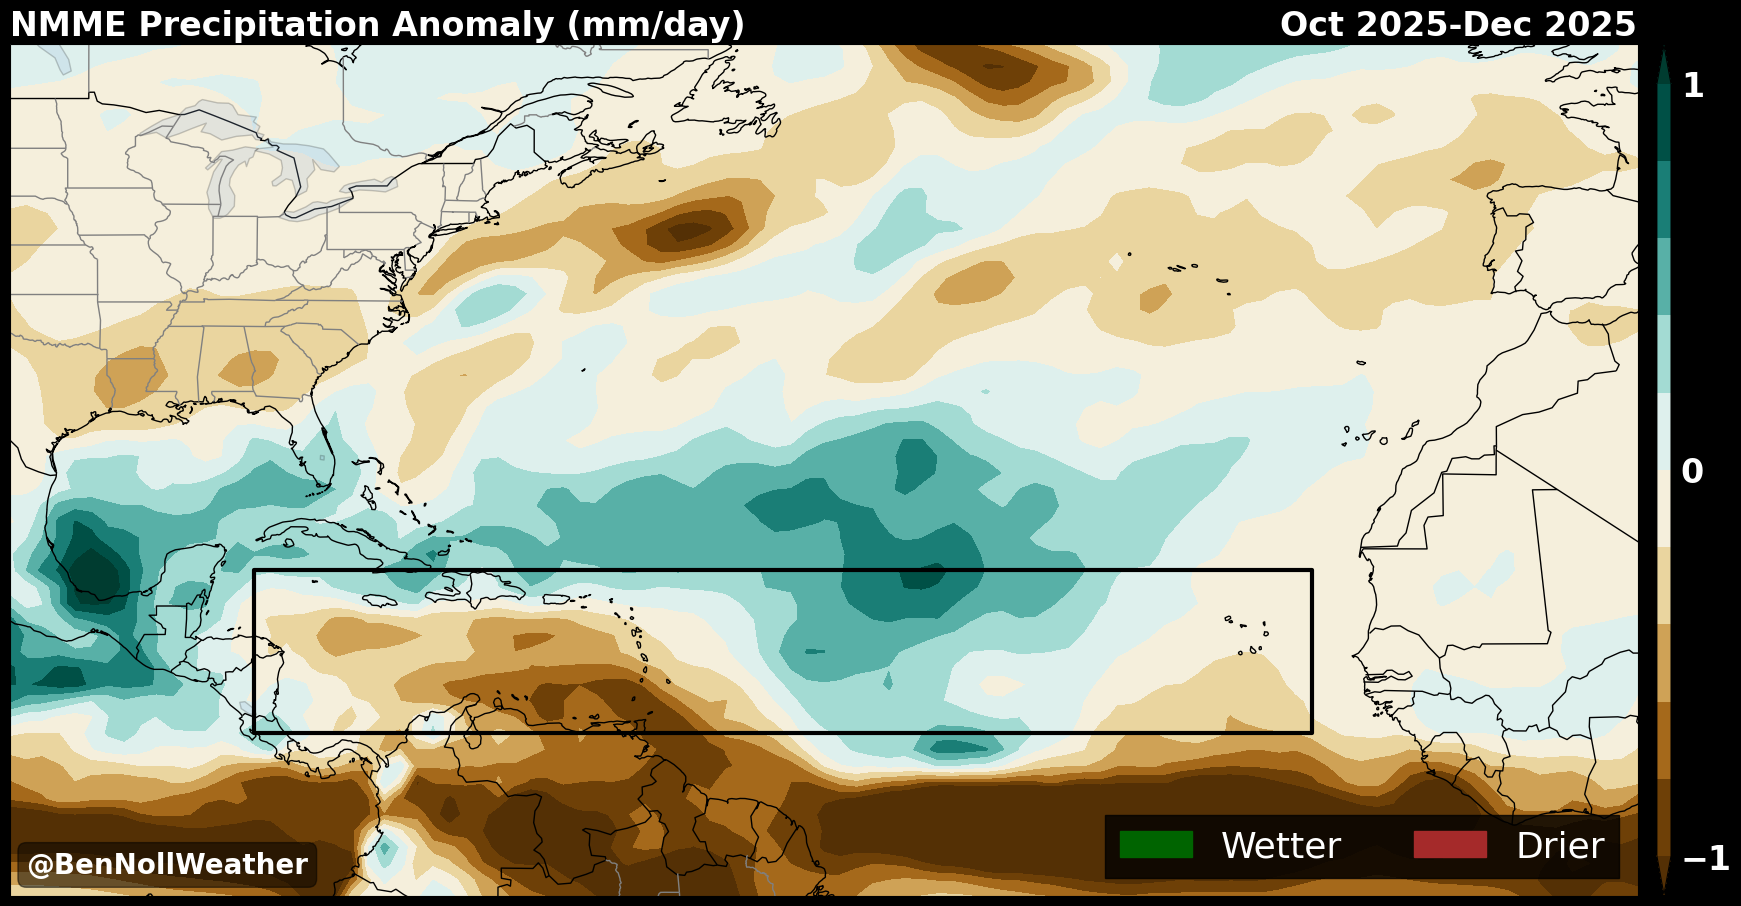 NMME Precipitation Anomaly (mm/day) Oct 2025-Dec 2025
1
0
−1
Wetter Drier
@BenNollWeather